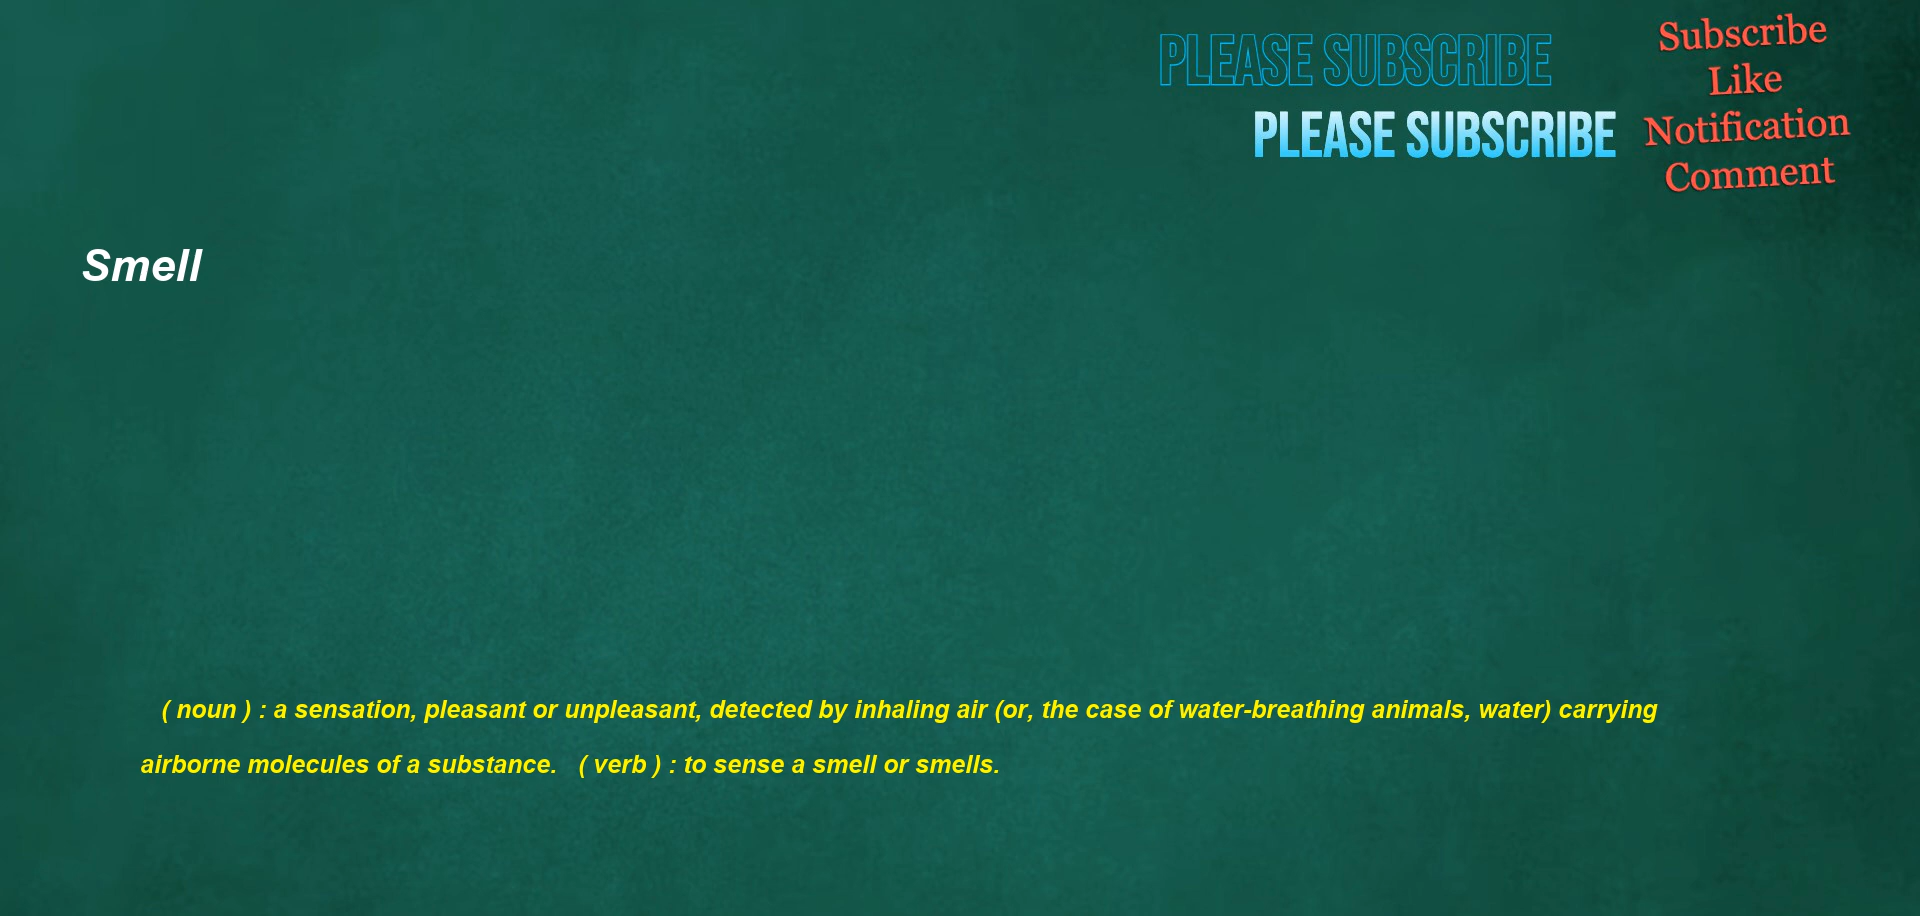 PLEASE SUBSCRIBE
PLEASE SUBSCRIBE
Subscribe
Like
Notification
Comment
Smell
( noun ) : a sensation, pleasant or unpleasant, detected by inhaling air (or, the case of water-breathing animals, water) carrying
airborne molecules of a substance. ( verb ) : to sense a smell or smells.